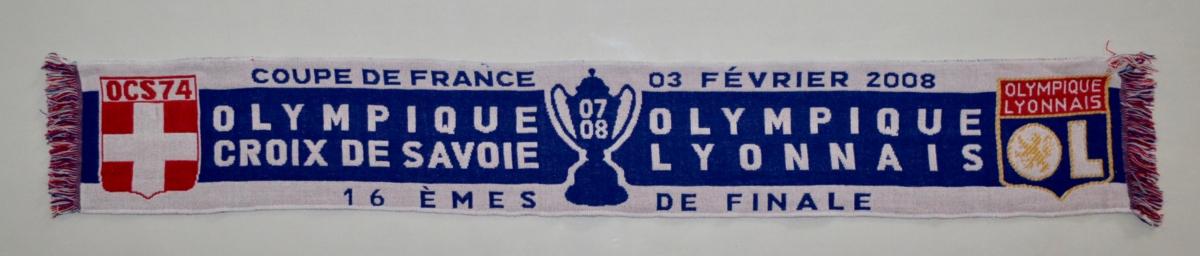 COUPE DE FRANCE 03 FÉVRIER 2008
OCS74
OLYMPIQUE
CROIX DE SAVOIE
07
08
OLYMPIQUE
LYONNAIS
OLYMPIQUE
LYONNAIS
OL
16 ÈMES DE FINALE